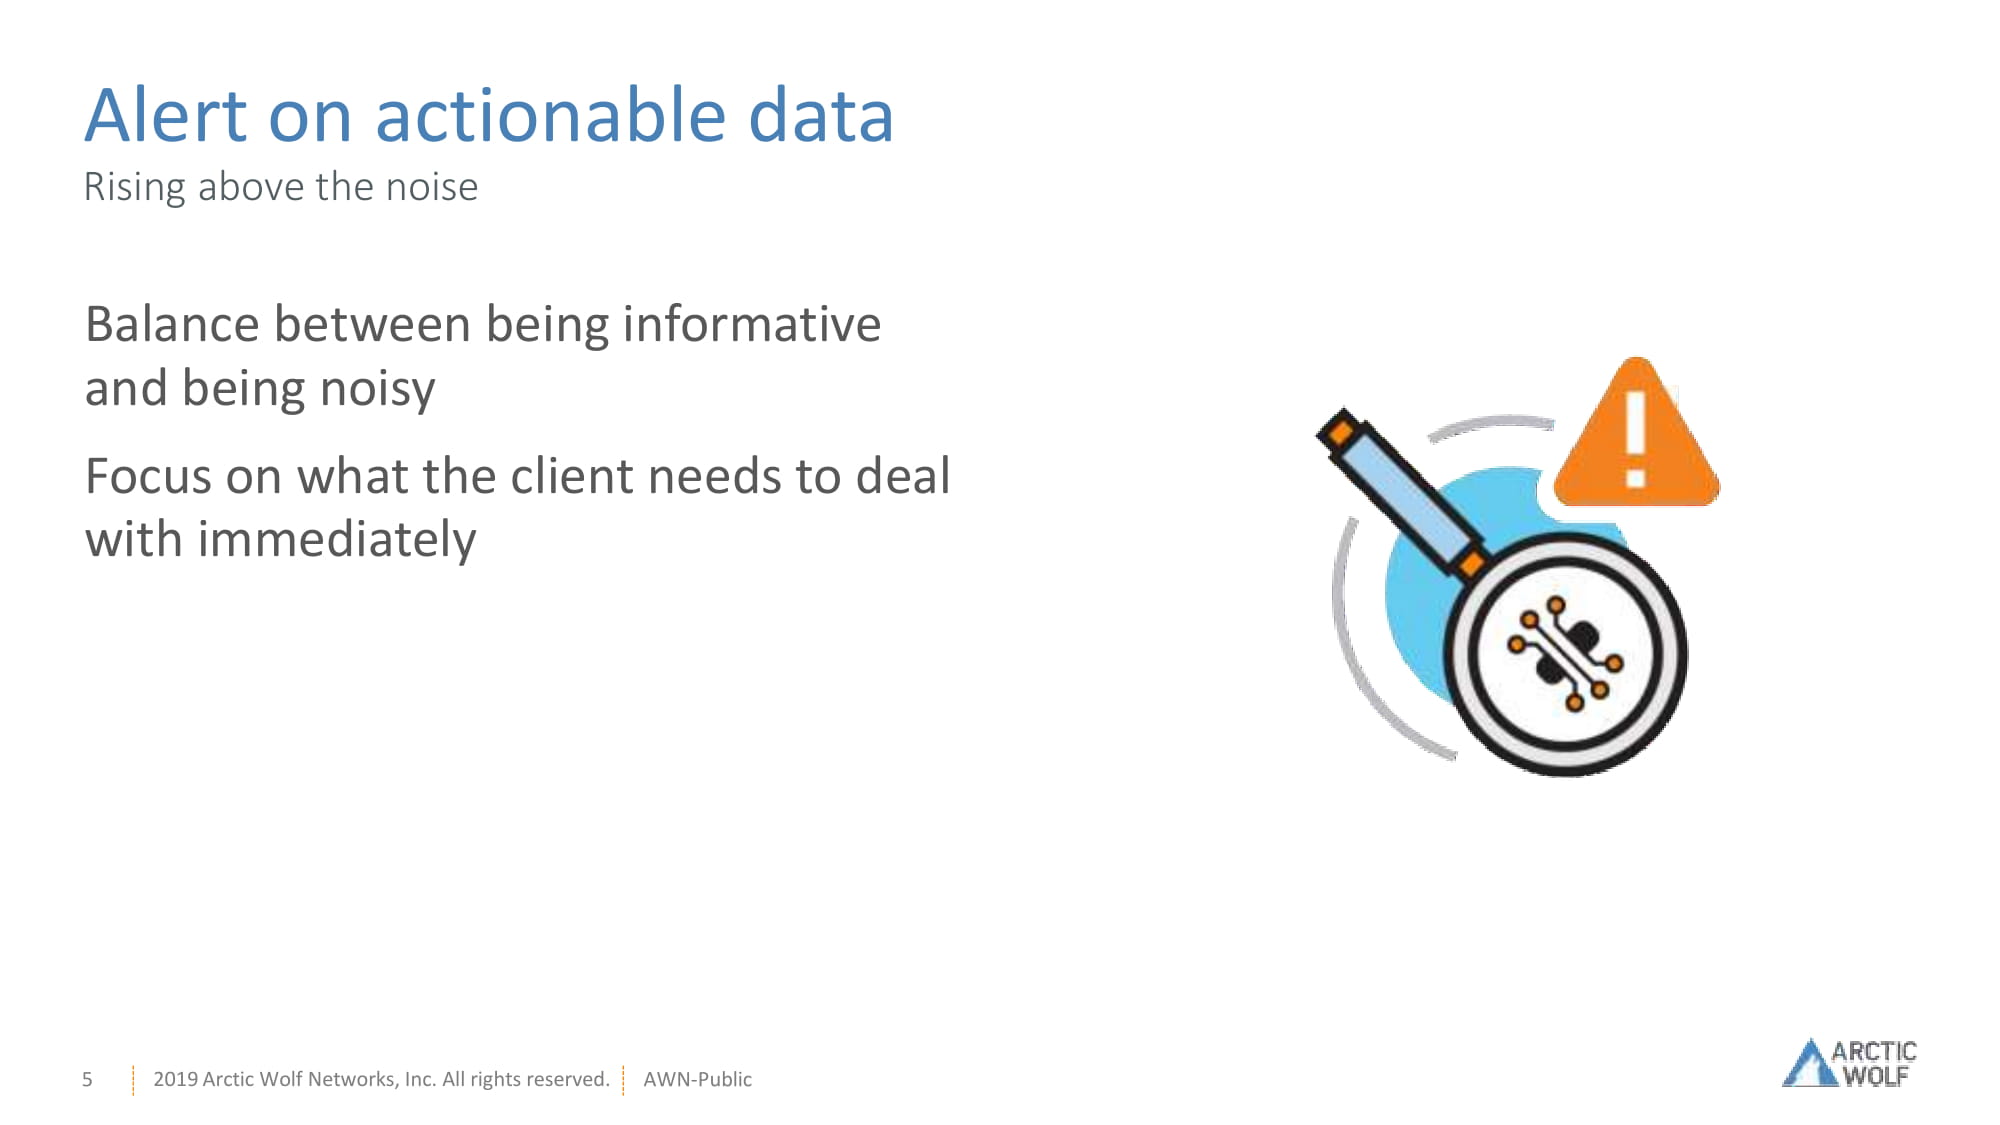 Alert on actionable data
Rising above the noise
Balance between being informative
and being noisy
Focus on what the client needs to deal
with immediately
5
2019 Arctic Wolf Networks, Inc. All rights reserved.
AWN-Public
ARCTIC
WOLF